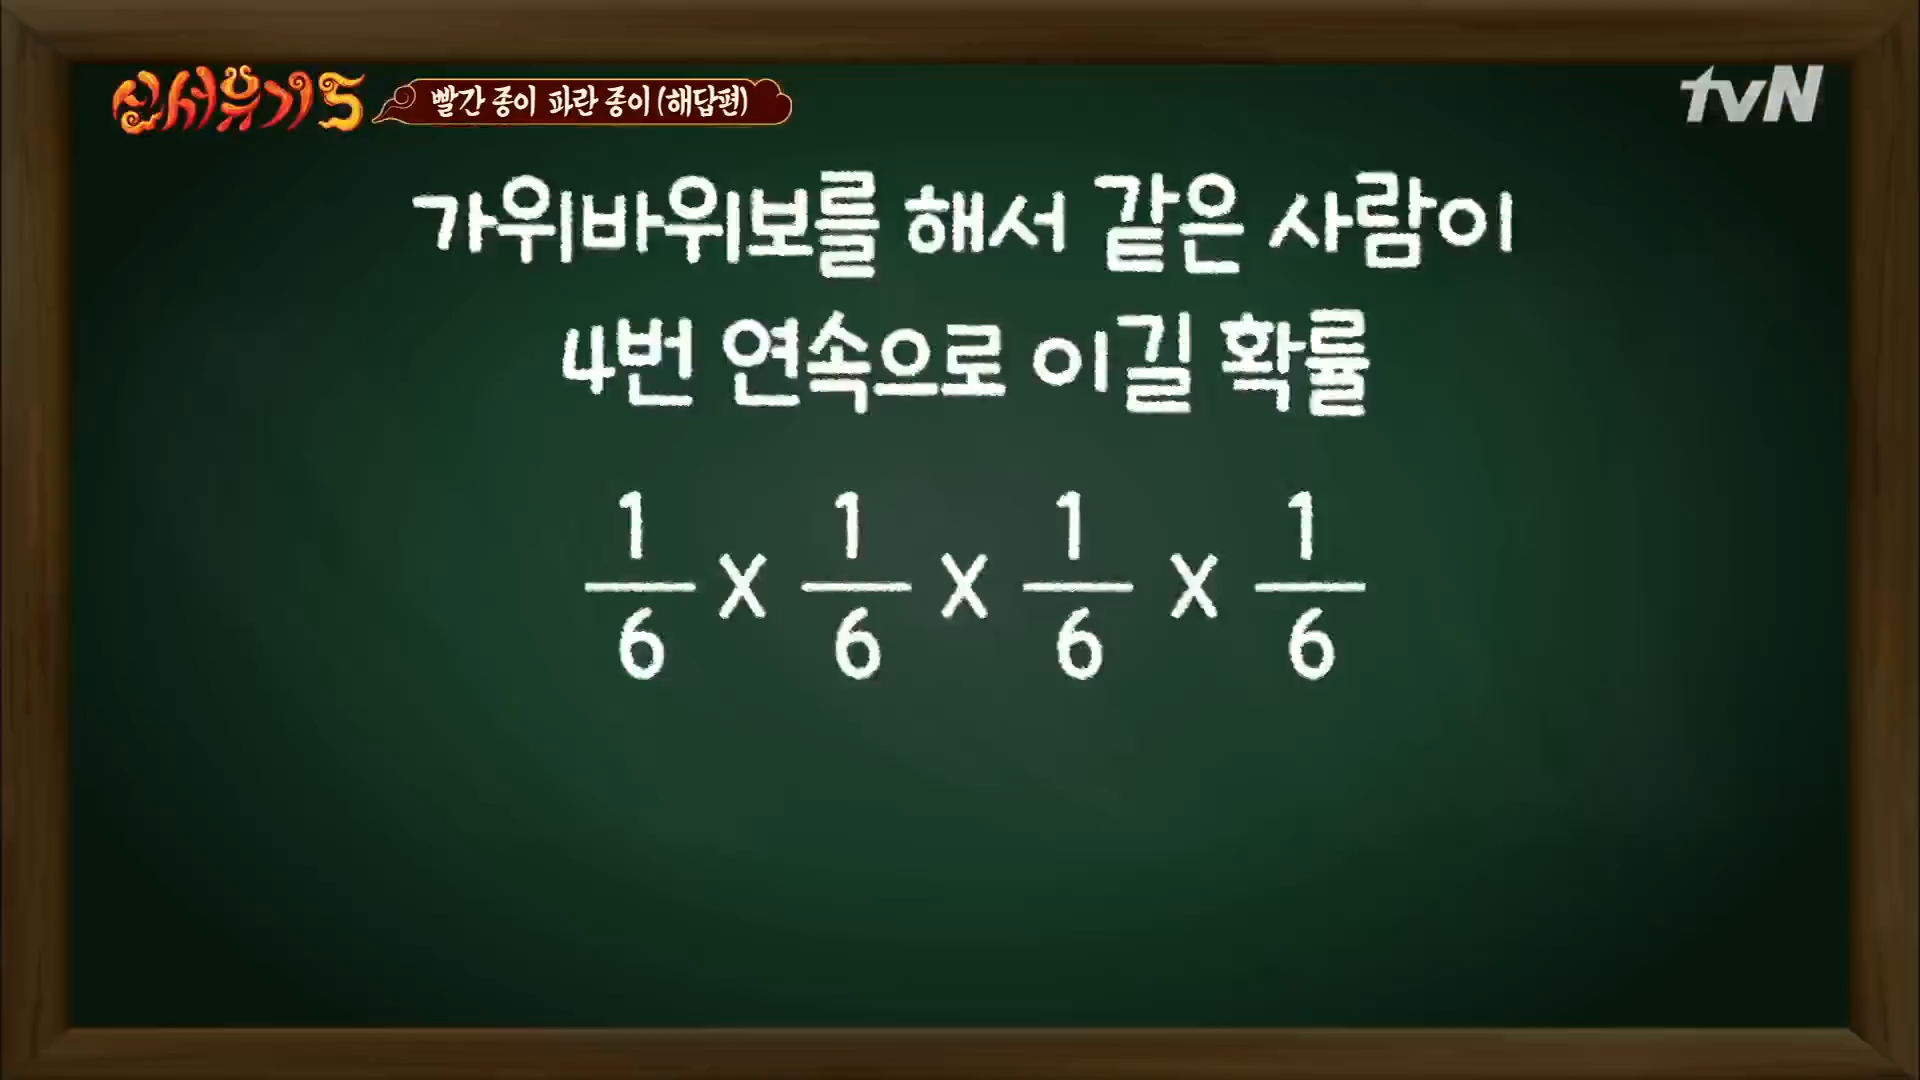 신서유기5 빨간 종이 파란 종이(해답편)
tvN
가위바위보를 해서 같은 사람이
4번 연속으로 이길 확률
1/6 x 1/6 x 1/6 x 1/6